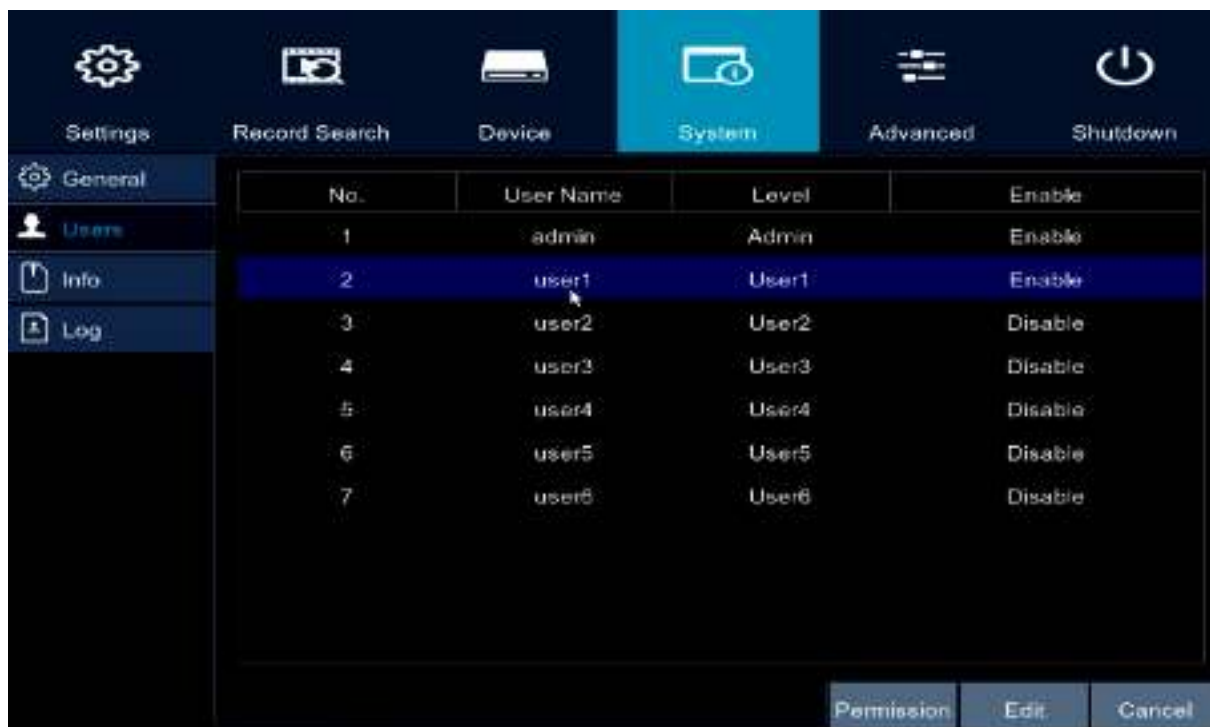 Settings Record Search Device System Advanced Shutdown
General
Users
Info
Log
No. User Name Level Enable
1 admin Admin Enable
2 user1 User1 Enable
3 user2 User2 Disable
4 user3 User3 Disable
5 user4 User4 Disable
6 user5 User5 Disable
7 user6 User6 Disable
Permission Edit Cancel